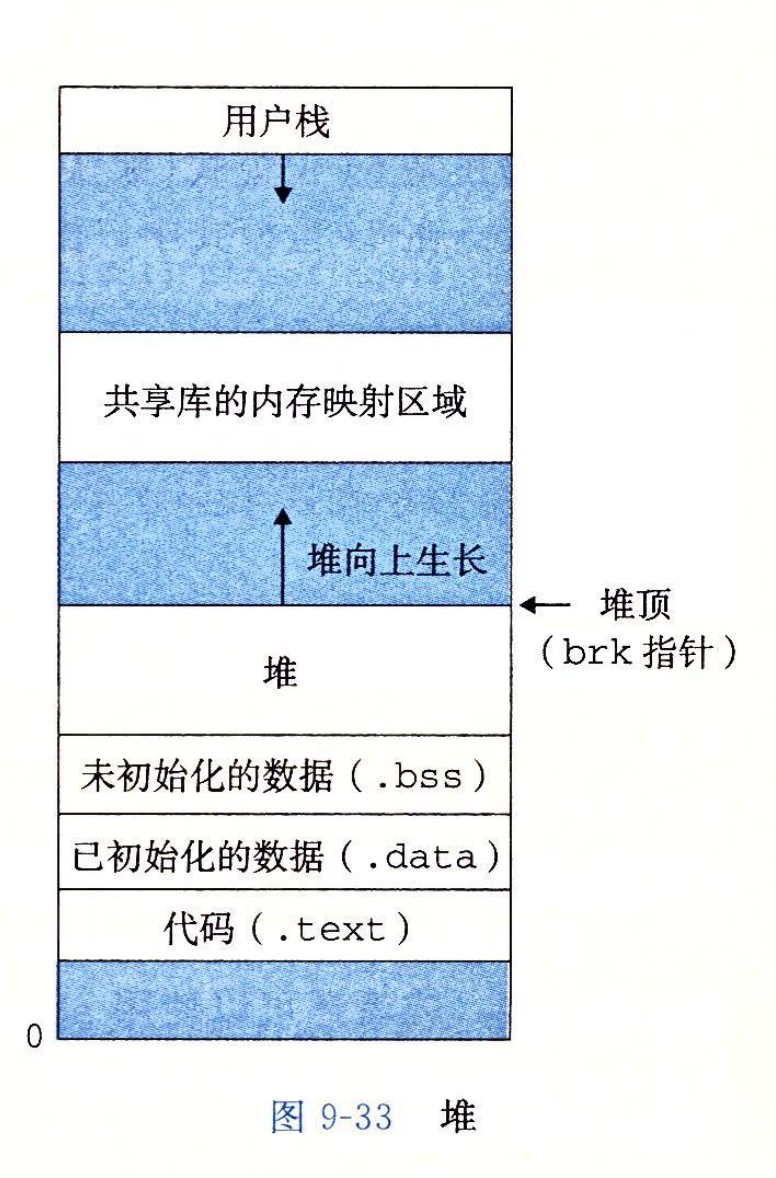 用户栈
共享库的内存映射区域
堆向上生长
堆顶
（brk 指针）
堆
未初始化的数据（.bss）
已初始化的数据（.data）
代码（.text）
0
图 9-33 堆